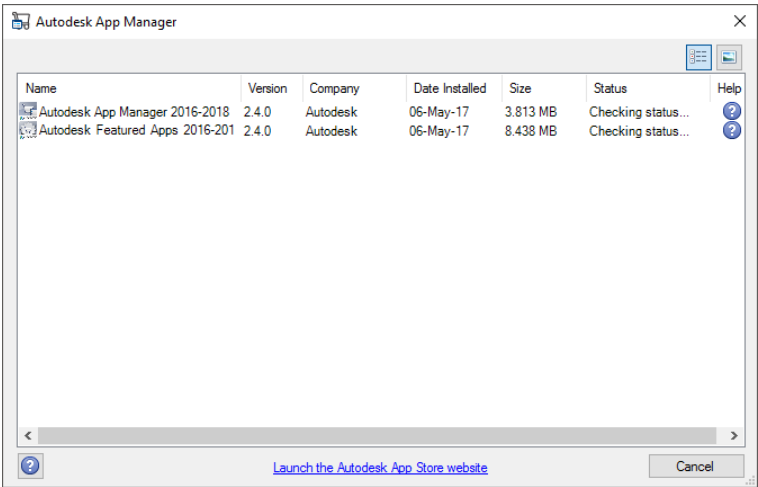 Autodesk App Manager
Name Version Company Date Installed Size Status Help
Autodesk App Manager 2016-2018 2.4.0 Autodesk 06-May-17 3.813 MB Checking status...
Autodesk Featured Apps 2016-201 2.4.0 Autodesk 06-May-17 8.438 MB Checking status...
Launch the Autodesk App Store website Cancel